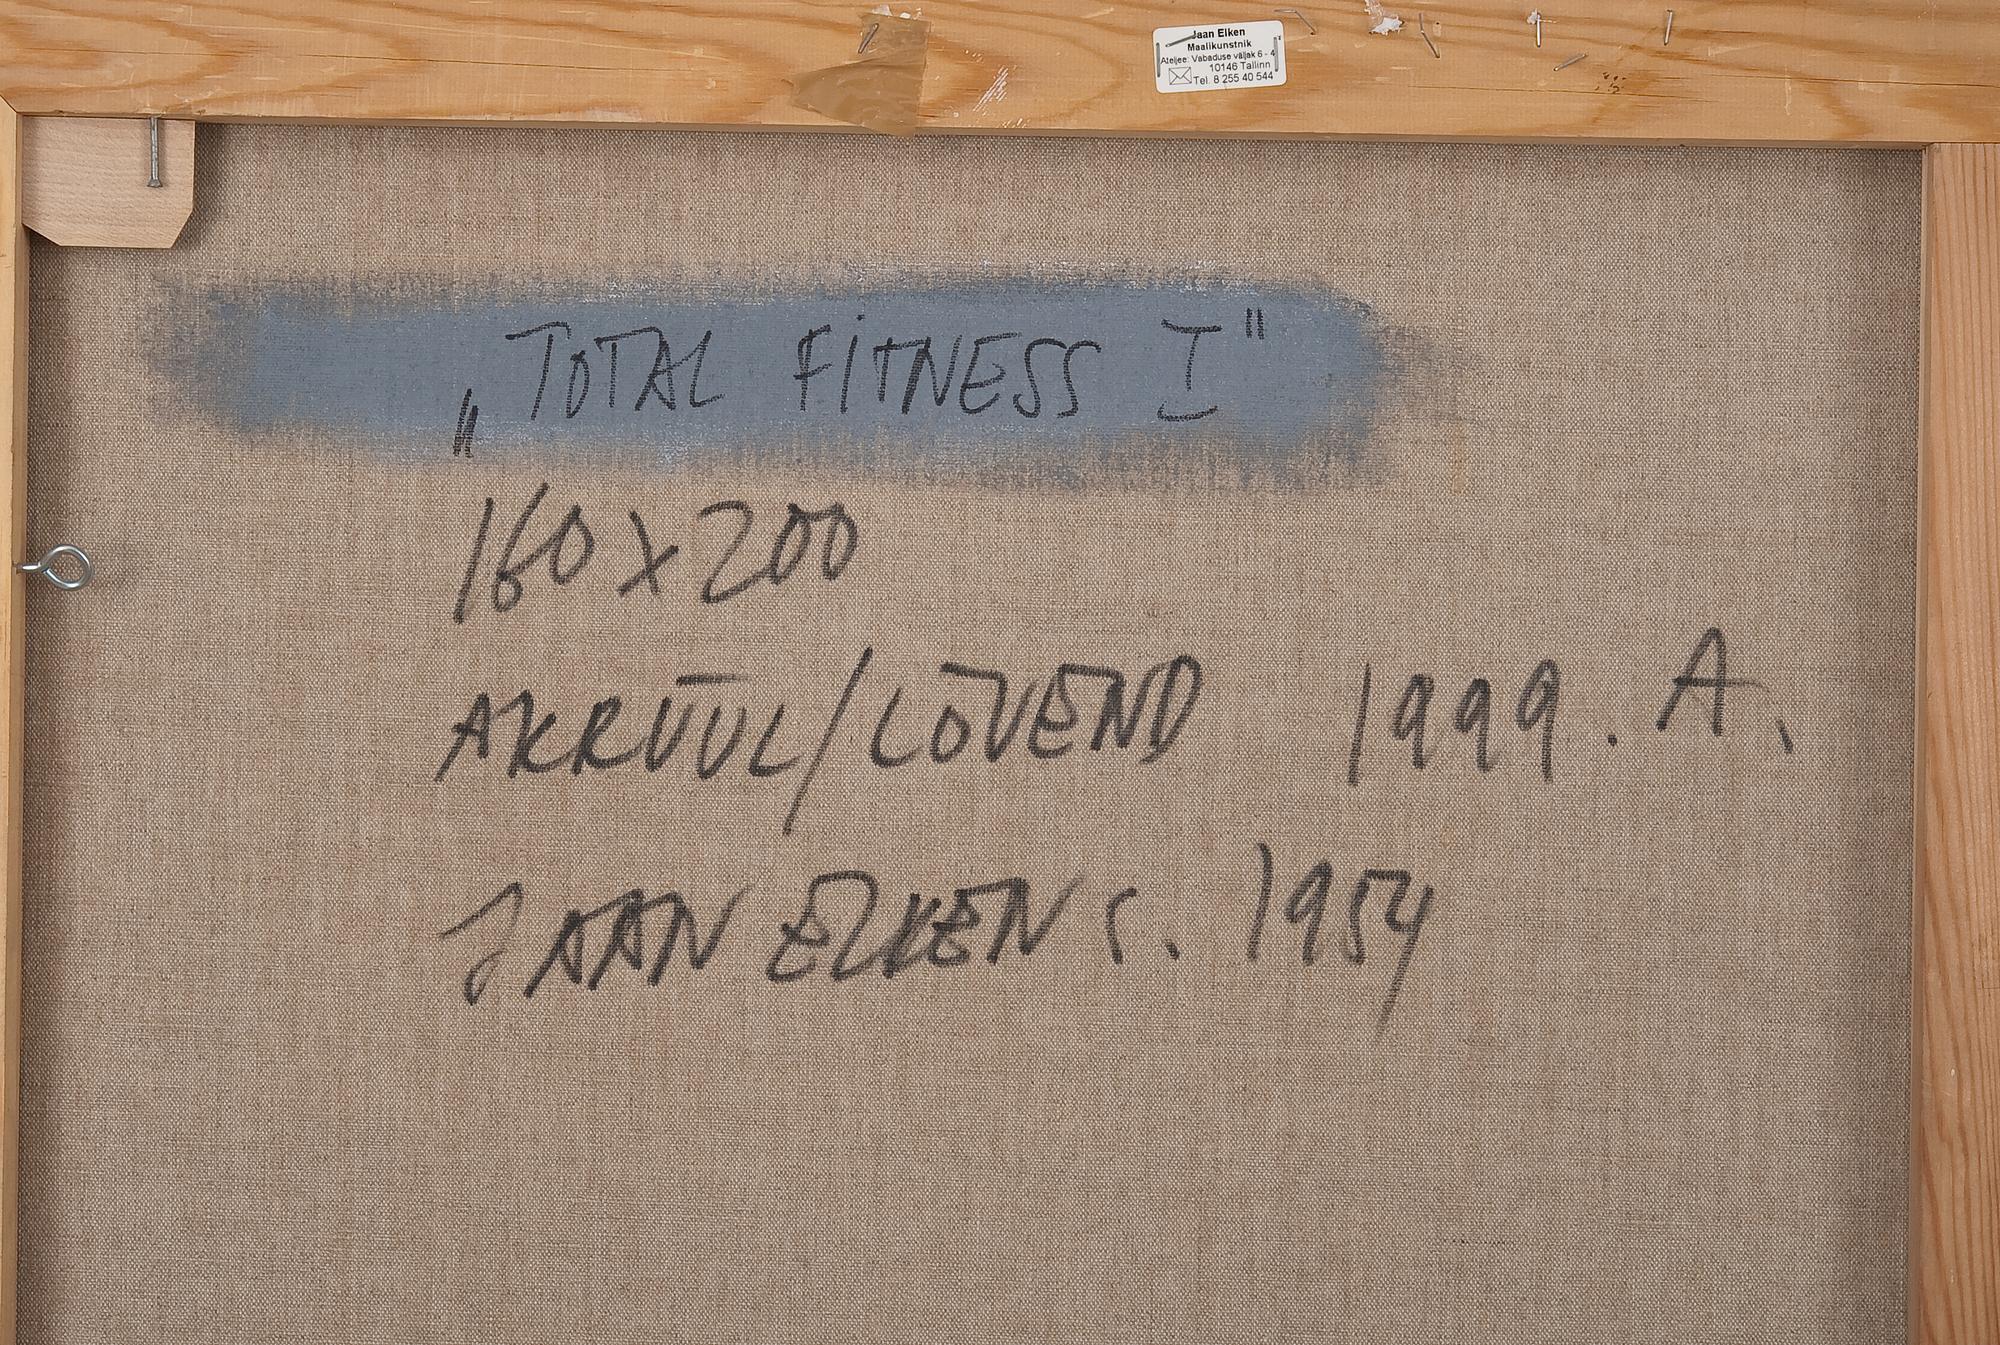 Jaan Elken
Maalikunstnik
Ateljee: Vabaduse väljak 6 - 4
10146 Tallinn
Tel. 8 255 40 544
„TOTAL FITNESS I"
160 x 200
AKRÜÜL/LÕUEND 1999. A.
JAAN ELKEN s. 1954